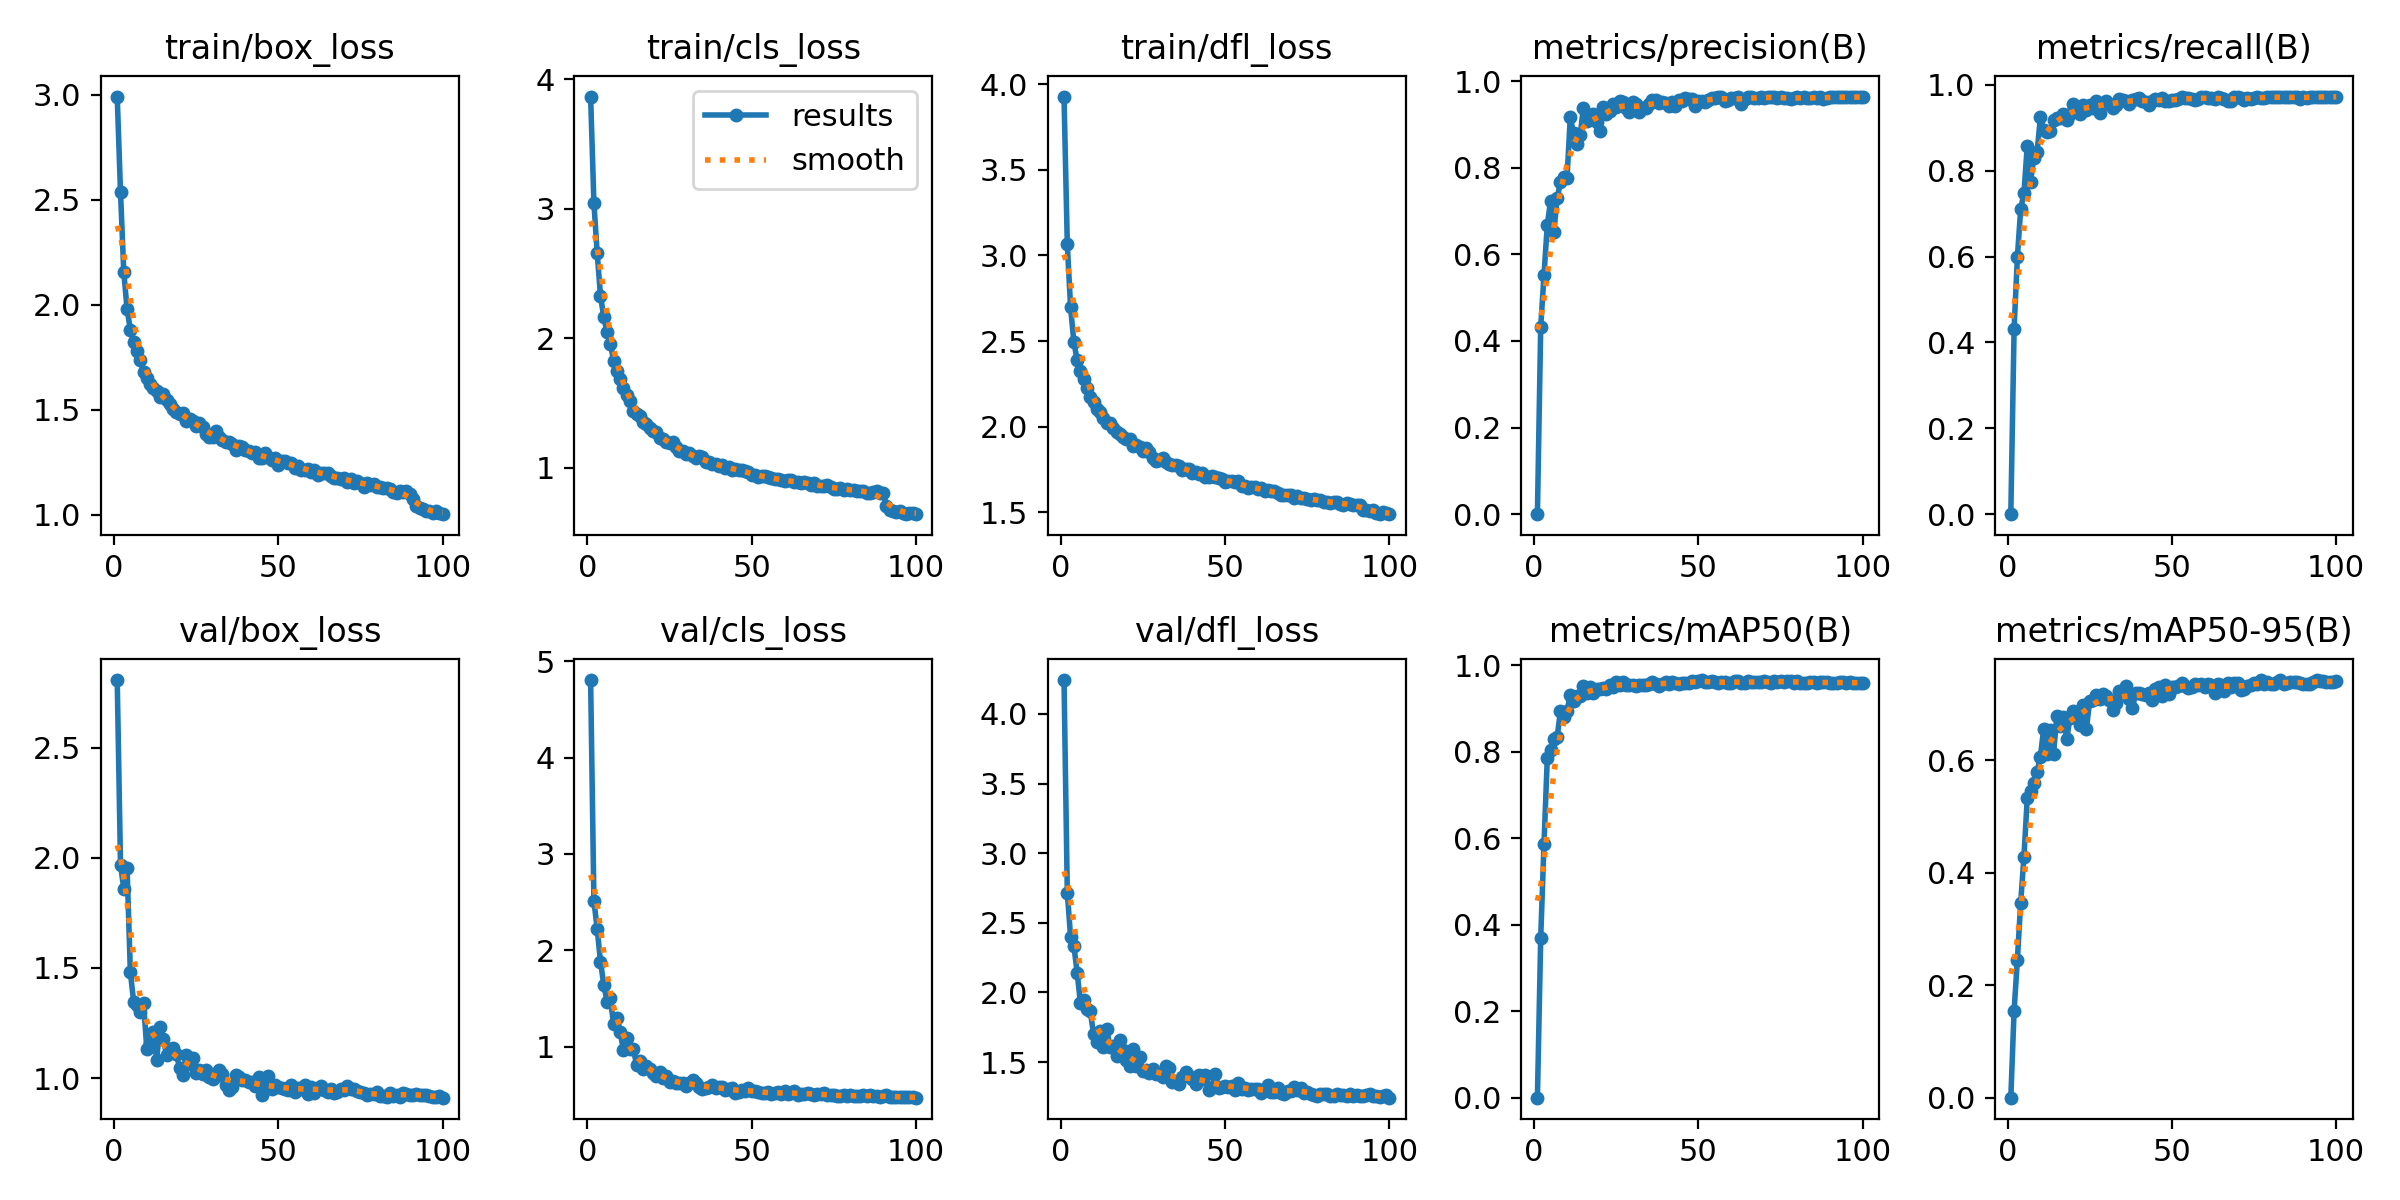 train/box_loss
3.0
2.5
2.0
1.5
1.0
0 50 100
train/cls_loss
4
3
2
1
0 50 100
results
smooth
train/dfl_loss
4.0
3.5
3.0
2.5
2.0
1.5
0 50 100
metrics/precision(B)
1.0
0.8
0.6
0.4
0.2
0.0
0 50 100
metrics/recall(B)
1.0
0.8
0.6
0.4
0.2
0.0
0 50 100
val/box_loss
2.5
2.0
1.5
1.0
0 50 100
val/cls_loss
5
4
3
2
1
0 50 100
val/dfl_loss
4.0
3.5
3.0
2.5
2.0
1.5
0 50 100
metrics/mAP50(B)
1.0
0.8
0.6
0.4
0.2
0.0
0 50 100
metrics/mAP50-95(B)
0.6
0.4
0.2
0.0
0 50 100